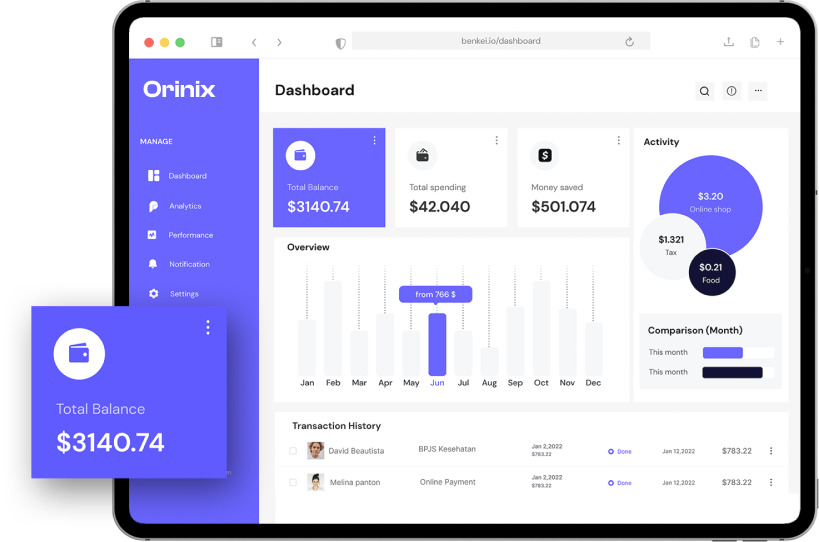 benkei.io/dashboard
Orinix
MANAGE
Dashboard
Analytics
Performance
Notification
Settings
Total Balance
$3140.74
Dashboard
Total Balance
$3140.74
Total spending
$42.040
Money saved
$501.074
Activity
$3.20
Online shop
$1.321
Tax
$0.21
Food
Overview
from 766 $
Jan Feb Mar Apr May Jun Jul Aug Sep Oct Nov Dec
Comparison (Month)
This month
This month
Transaction History
David Beautista BPJS Kesehatan Jan 2,2022 Done Jan 12,2022 $783.22
$783.22
Melina panton Online Payment Jan 2,2022 Done Jan 12,2022 $783.22
$783.22